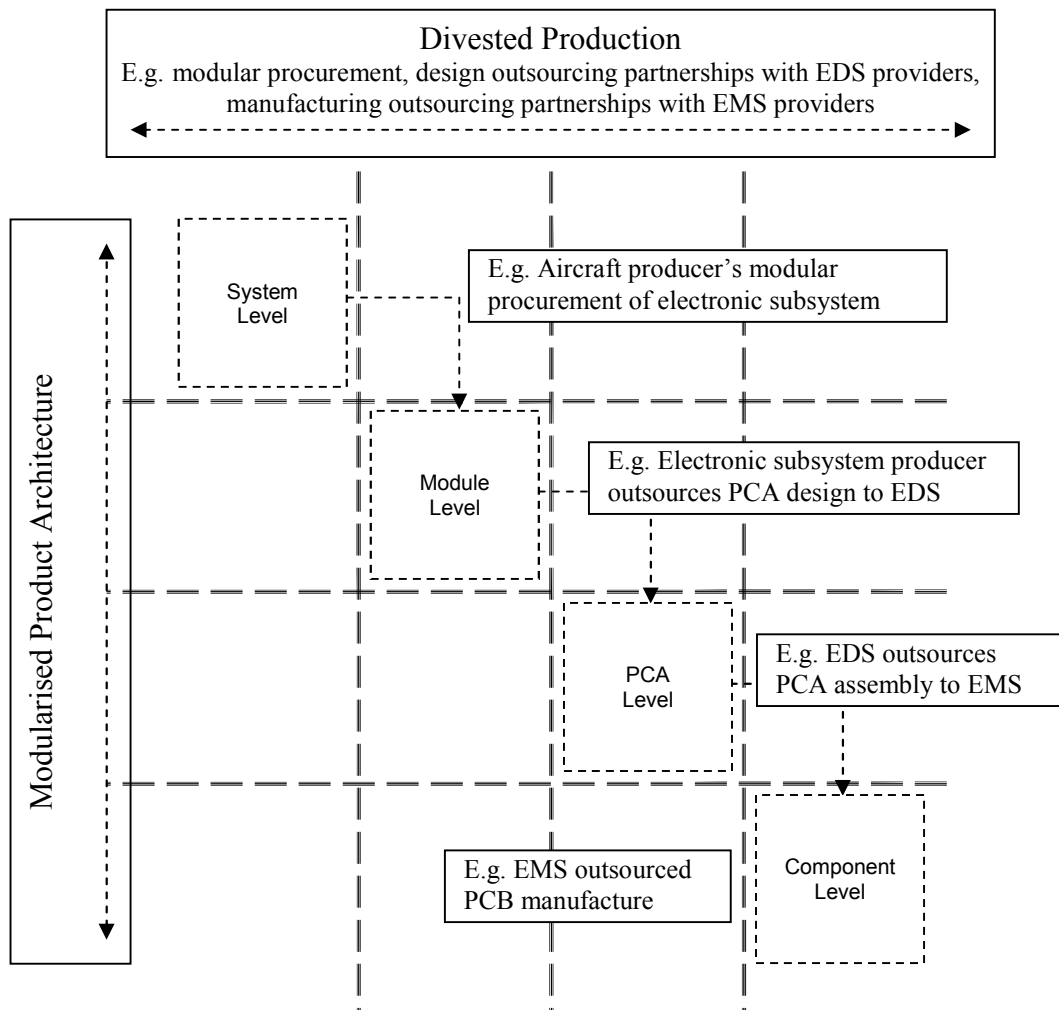 Divested Production
E.g. modular procurement, design outsourcing partnerships with EDS providers,
manufacturing outsourcing partnerships with EMS providers
Modularised Product Architecture
System
Level
E.g. Aircraft producer’s modular
procurement of electronic subsystem
Module
Level
E.g. Electronic subsystem producer
outsources PCA design to EDS
PCA
Level
E.g. EDS outsources
PCA assembly to EMS
E.g. EMS outsourced
PCB manufacture
Component
Level